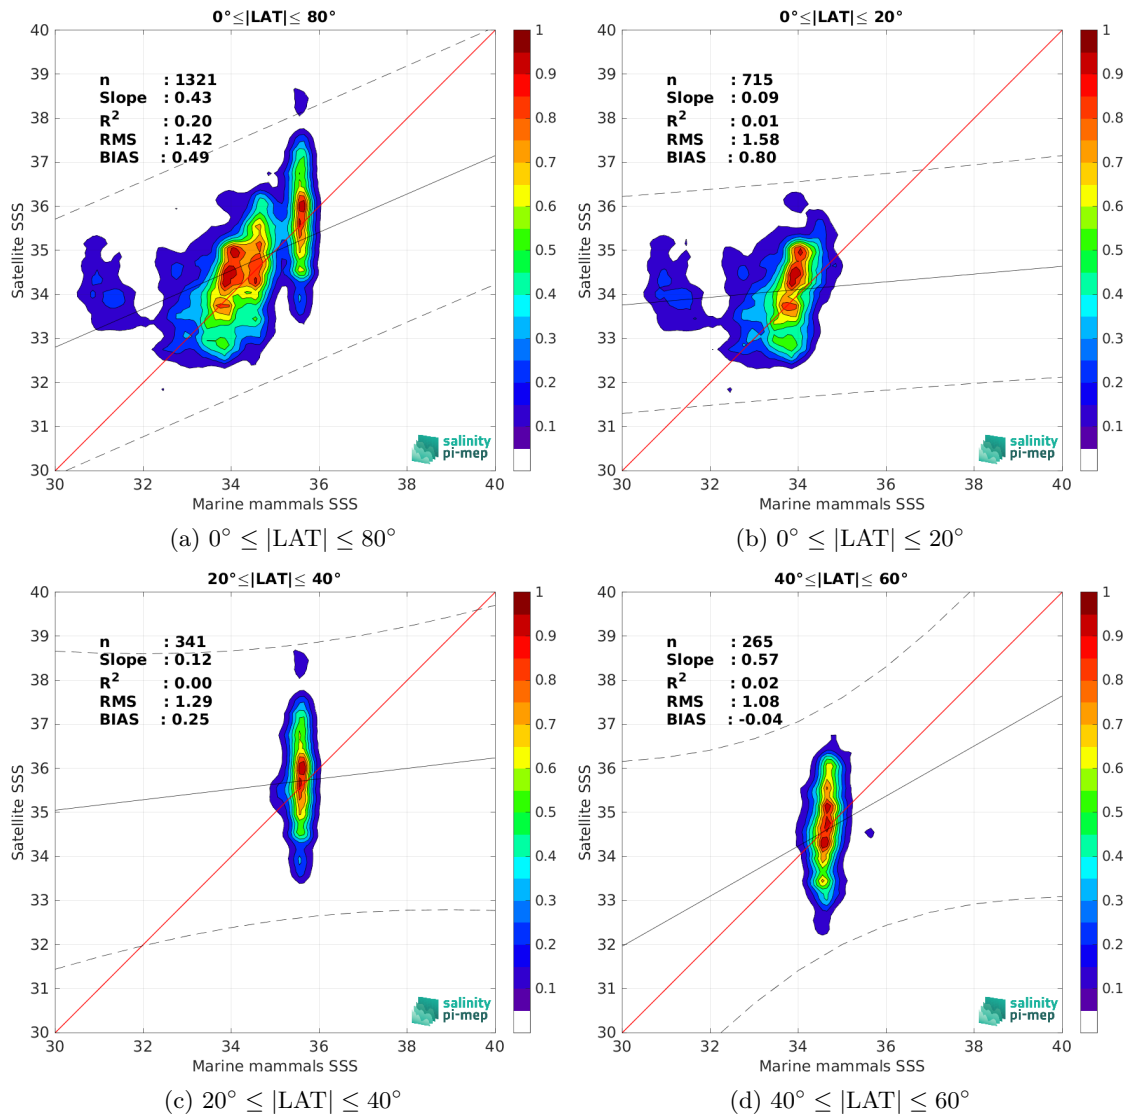 0°≤|LAT|≤ 80°
40
39
38
37
36
35
34
33
32
31
30
Satellite SSS
n : 1321
Slope : 0.43
R² : 0.20
RMS : 1.42
BIAS : 0.49
salinity
pi-mep
30 32 34 36 38 40
Marine mammals SSS
1
0.9
0.8
0.7
0.6
0.5
0.4
0.3
0.2
0.1
(a) 0° ≤ |LAT| ≤ 80°
0°≤|LAT|≤ 20°
40
39
38
37
36
35
34
33
32
31
30
Satellite SSS
n : 715
Slope : 0.09
R² : 0.01
RMS : 1.58
BIAS : 0.80
salinity
pi-mep
30 32 34 36 38 40
Marine mammals SSS
1
0.9
0.8
0.7
0.6
0.5
0.4
0.3
0.2
0.1
(b) 0° ≤ |LAT| ≤ 20°
20°≤|LAT|≤ 40°
40
39
38
37
36
35
34
33
32
31
30
Satellite SSS
n : 341
Slope : 0.12
R² : 0.00
RMS : 1.29
BIAS : 0.25
salinity
pi-mep
30 32 34 36 38 40
Marine mammals SSS
1
0.9
0.8
0.7
0.6
0.5
0.4
0.3
0.2
0.1
(c) 20° ≤ |LAT| ≤ 40°
40°≤|LAT|≤ 60°
40
39
38
37
36
35
34
33
32
31
30
Satellite SSS
n : 265
Slope : 0.57
R² : 0.02
RMS : 1.08
BIAS : -0.04
salinity
pi-mep
30 32 34 36 38 40
Marine mammals SSS
1
0.9
0.8
0.7
0.6
0.5
0.4
0.3
0.2
0.1
(d) 40° ≤ |LAT| ≤ 60°